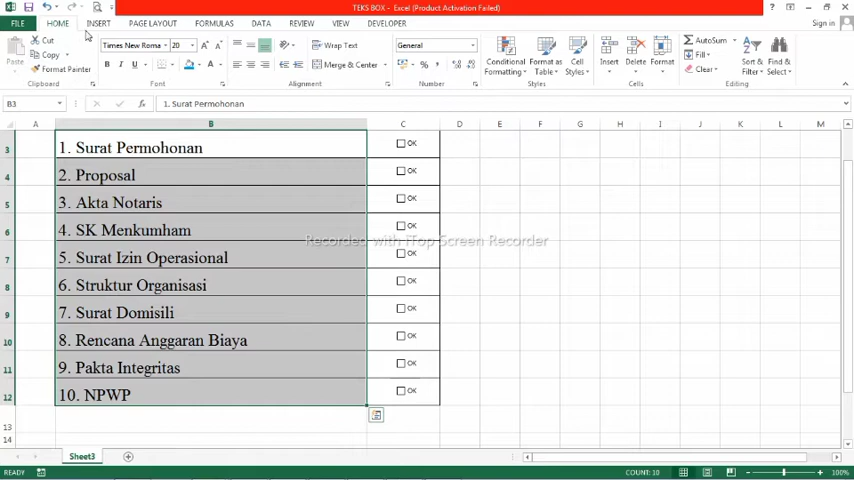 TEKS BOX - Excel (Product Activation Failed)
FILE HOME INSERT PAGE LAYOUT FORMULAS DATA REVIEW VIEW DEVELOPER Sign in
Cut
Copy
Format Painter
Paste
Clipboard
Times New Roma 20
B I U
Font
Wrap Text
Merge & Center
Alignment
General
Number
Conditional Formatting
Format as Table
Cell Styles
Styles
Insert Delete Format
Cells
AutoSum
Fill
Clear
Sort & Filter
Find & Select
Editing
B3 1. Surat Permohonan
A B C D E F G H I J K L M
3 1. Surat Permohonan OK
4 2. Proposal OK
5 3. Akta Notaris OK
6 4. SK Menkumham OK
Recorded with iTop Screen Recorder
7 5. Surat Izin Operasional OK
8 6. Struktur Organisasi OK
9 7. Surat Domisili OK
10 8. Rencana Anggaran Biaya OK
11 9. Pakta Integritas OK
12 10. NPWP OK
13
14
Sheet3
READY COUNT: 10 100%